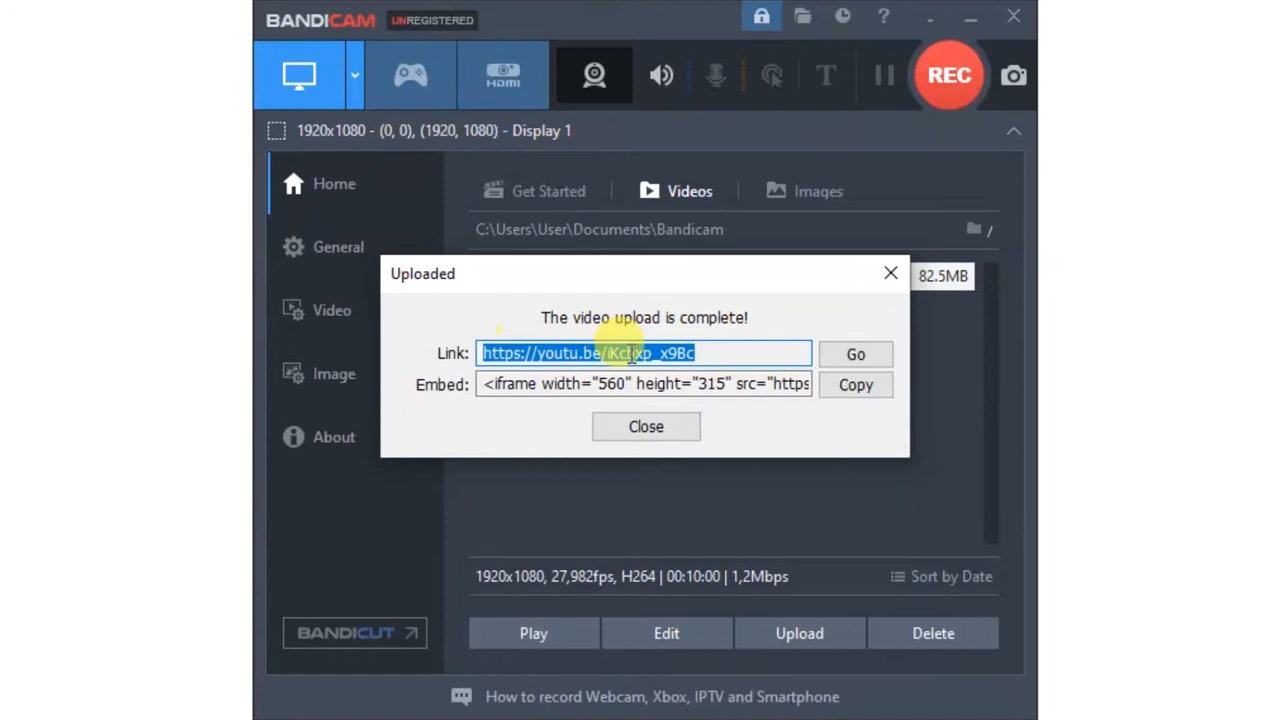 BANDICAM UNREGISTERED
?
HDMI
T
REC
1920x1080 - (0, 0), (1920, 1080) - Display 1
Home
Get Started | Videos | Images
General
C:\Users\User\Documents\Bandicam
/
Uploaded
82.5MB
The video upload is complete!
Video
Link:
Go
Image
Embed: <iframe width="560" height="315" src="https
Copy
About
Close
1920x1080, 27,982fps, H264 | 00:10:00 | 1,2Mbps
Sort by Date
BANDICUT
Play
Edit
Upload
Delete
How to record Webcam, Xbox, IPTV and Smartphone